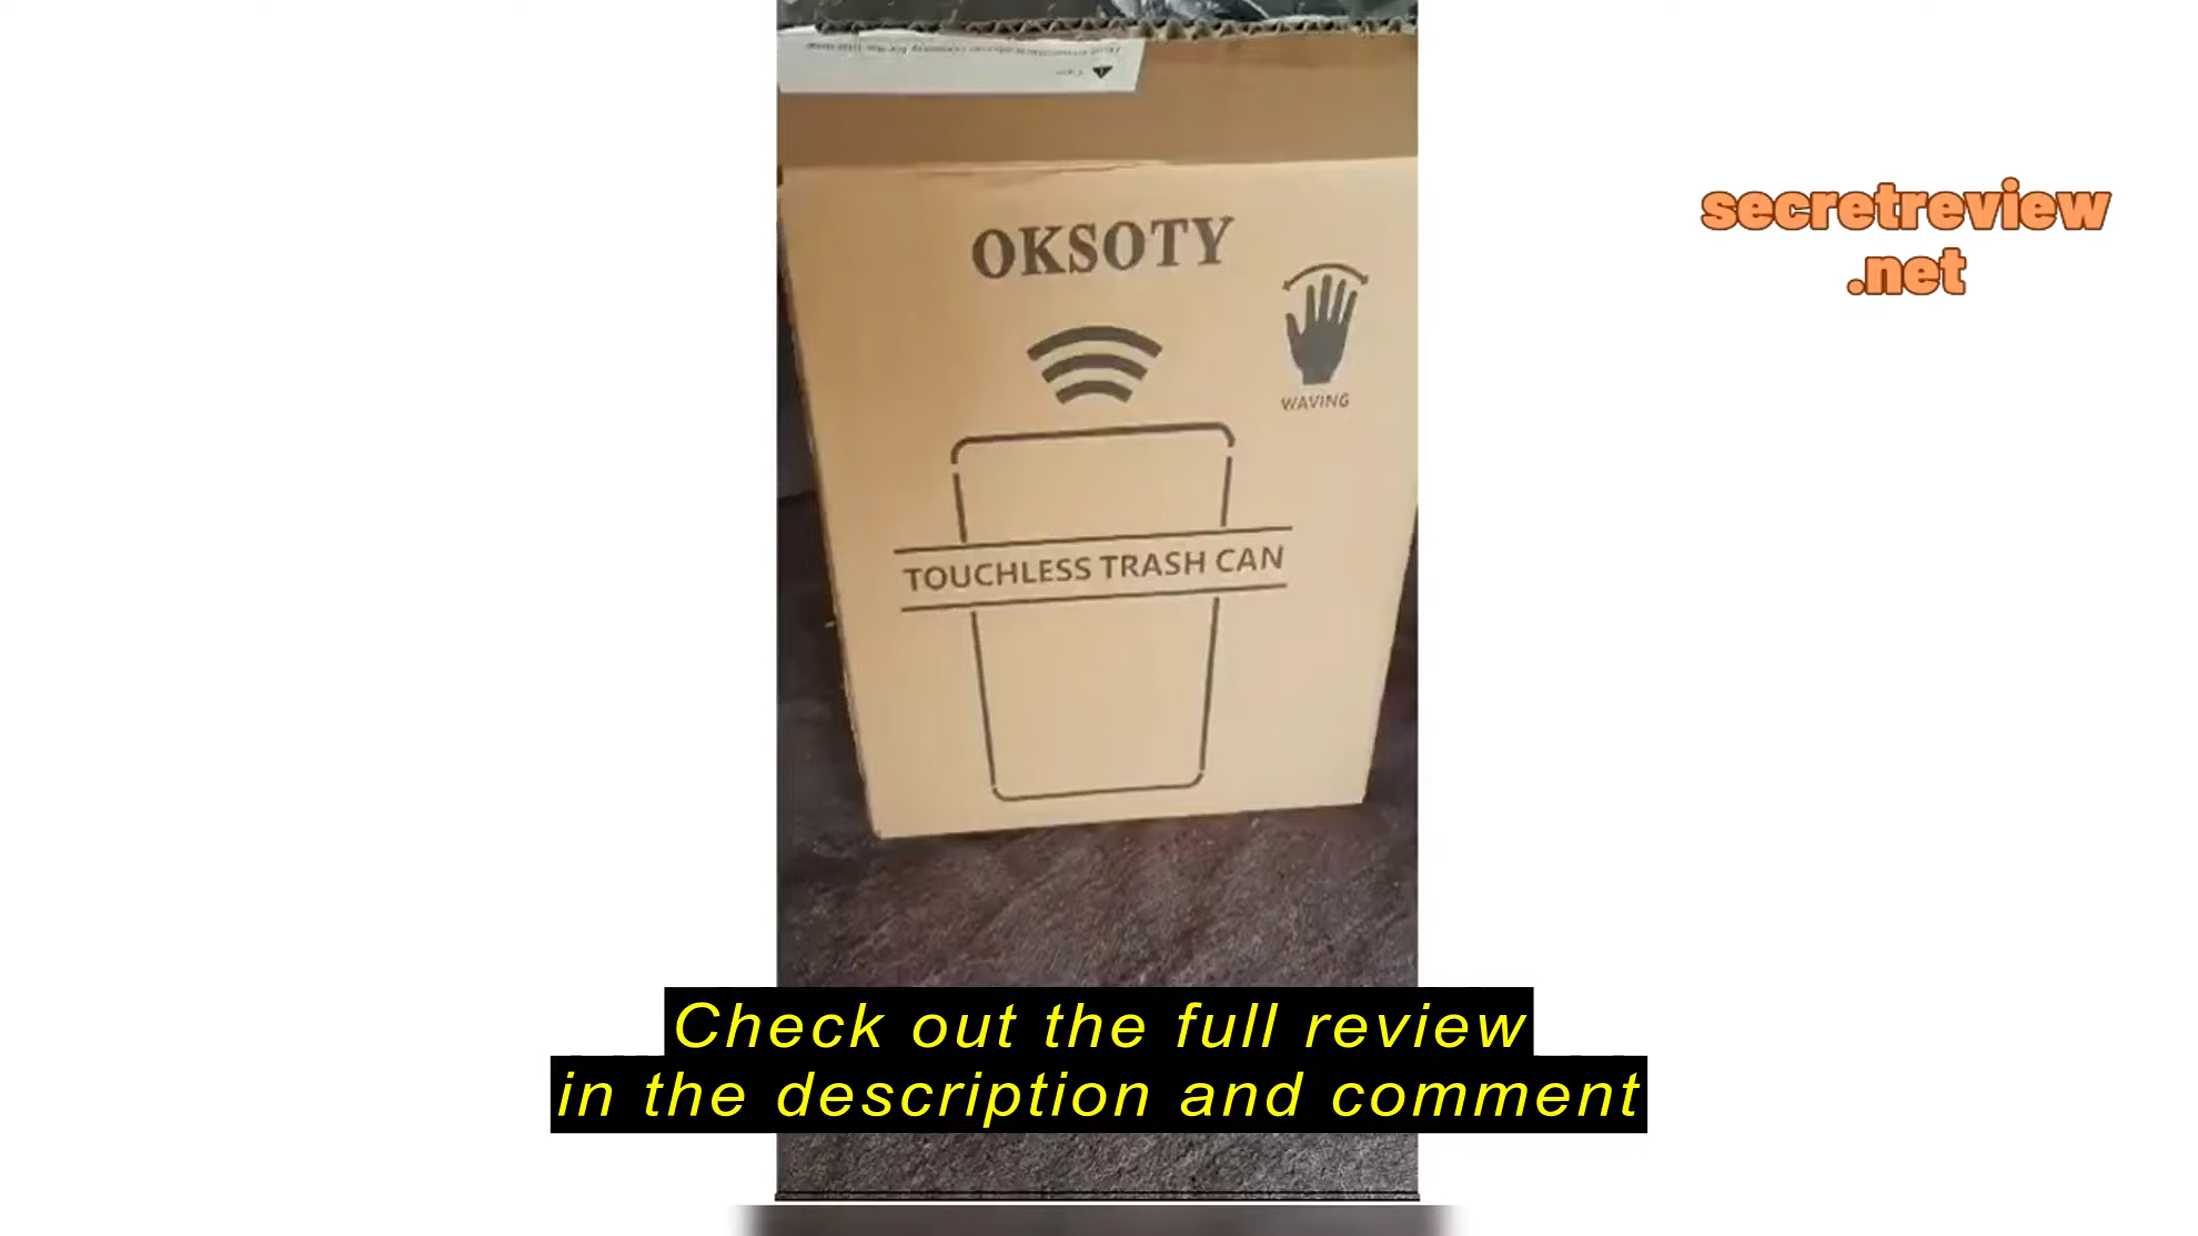 OKSOTY
WAVING
TOUCHLESS TRASH CAN
secretreview
.net
Check out the full review
in the description and comment